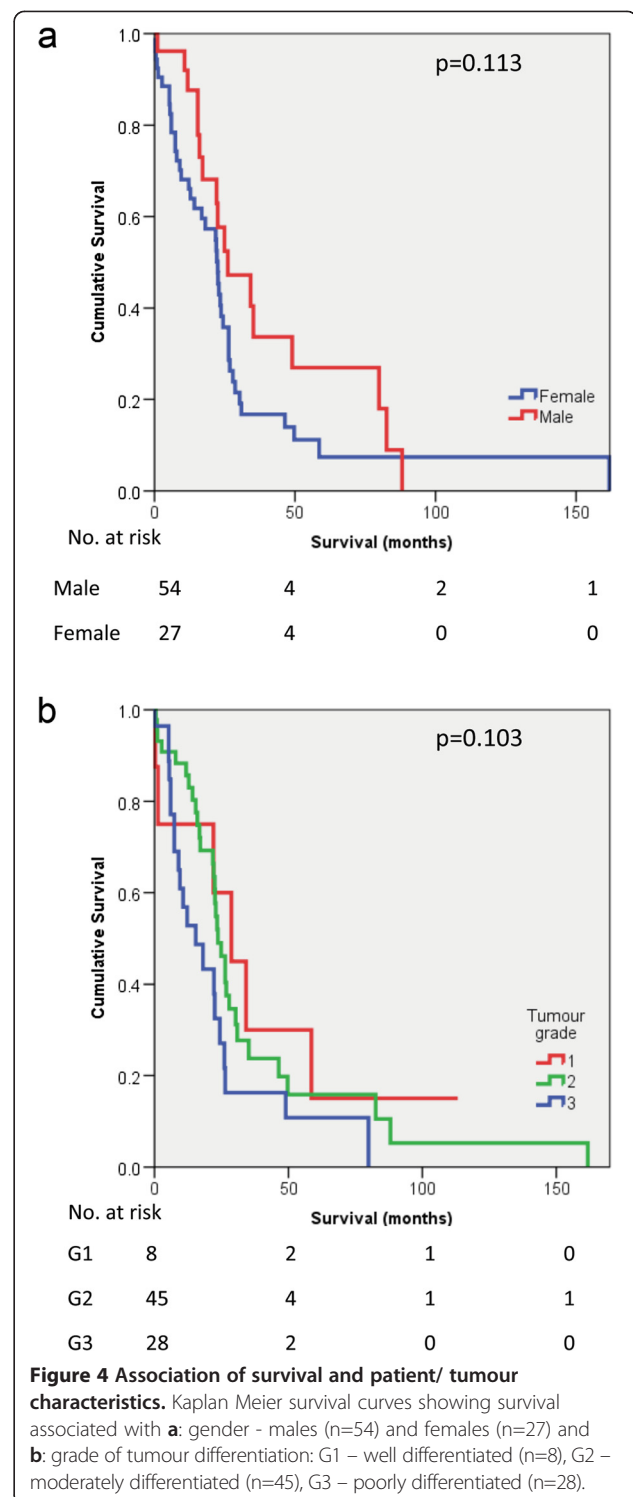 a
1.0
p=0.113
0.8
0.6
Cumulative Survival
0.4
0.2
Female
Male
0.0
0 50 100 150
No. at risk
Survival (months)
Male 54 4 2 1
Female 27 4 0 0
b
1.0
p=0.103
0.8
0.6
Cumulative Survival
0.4
Tumour
grade
1
2
3
0.2
0.0
0 50 100 150
No. at risk
Survival (months)
G1 8 2 1 0
G2 45 4 1 1
G3 28 2 0 0
Figure 4 Association of survival and patient/ tumour
characteristics. Kaplan Meier survival curves showing survival
associated with a: gender - males (n=54) and females (n=27) and
b: grade of tumour differentiation: G1 – well differentiated (n=8), G2 –
moderately differentiated (n=45), G3 – poorly differentiated (n=28).